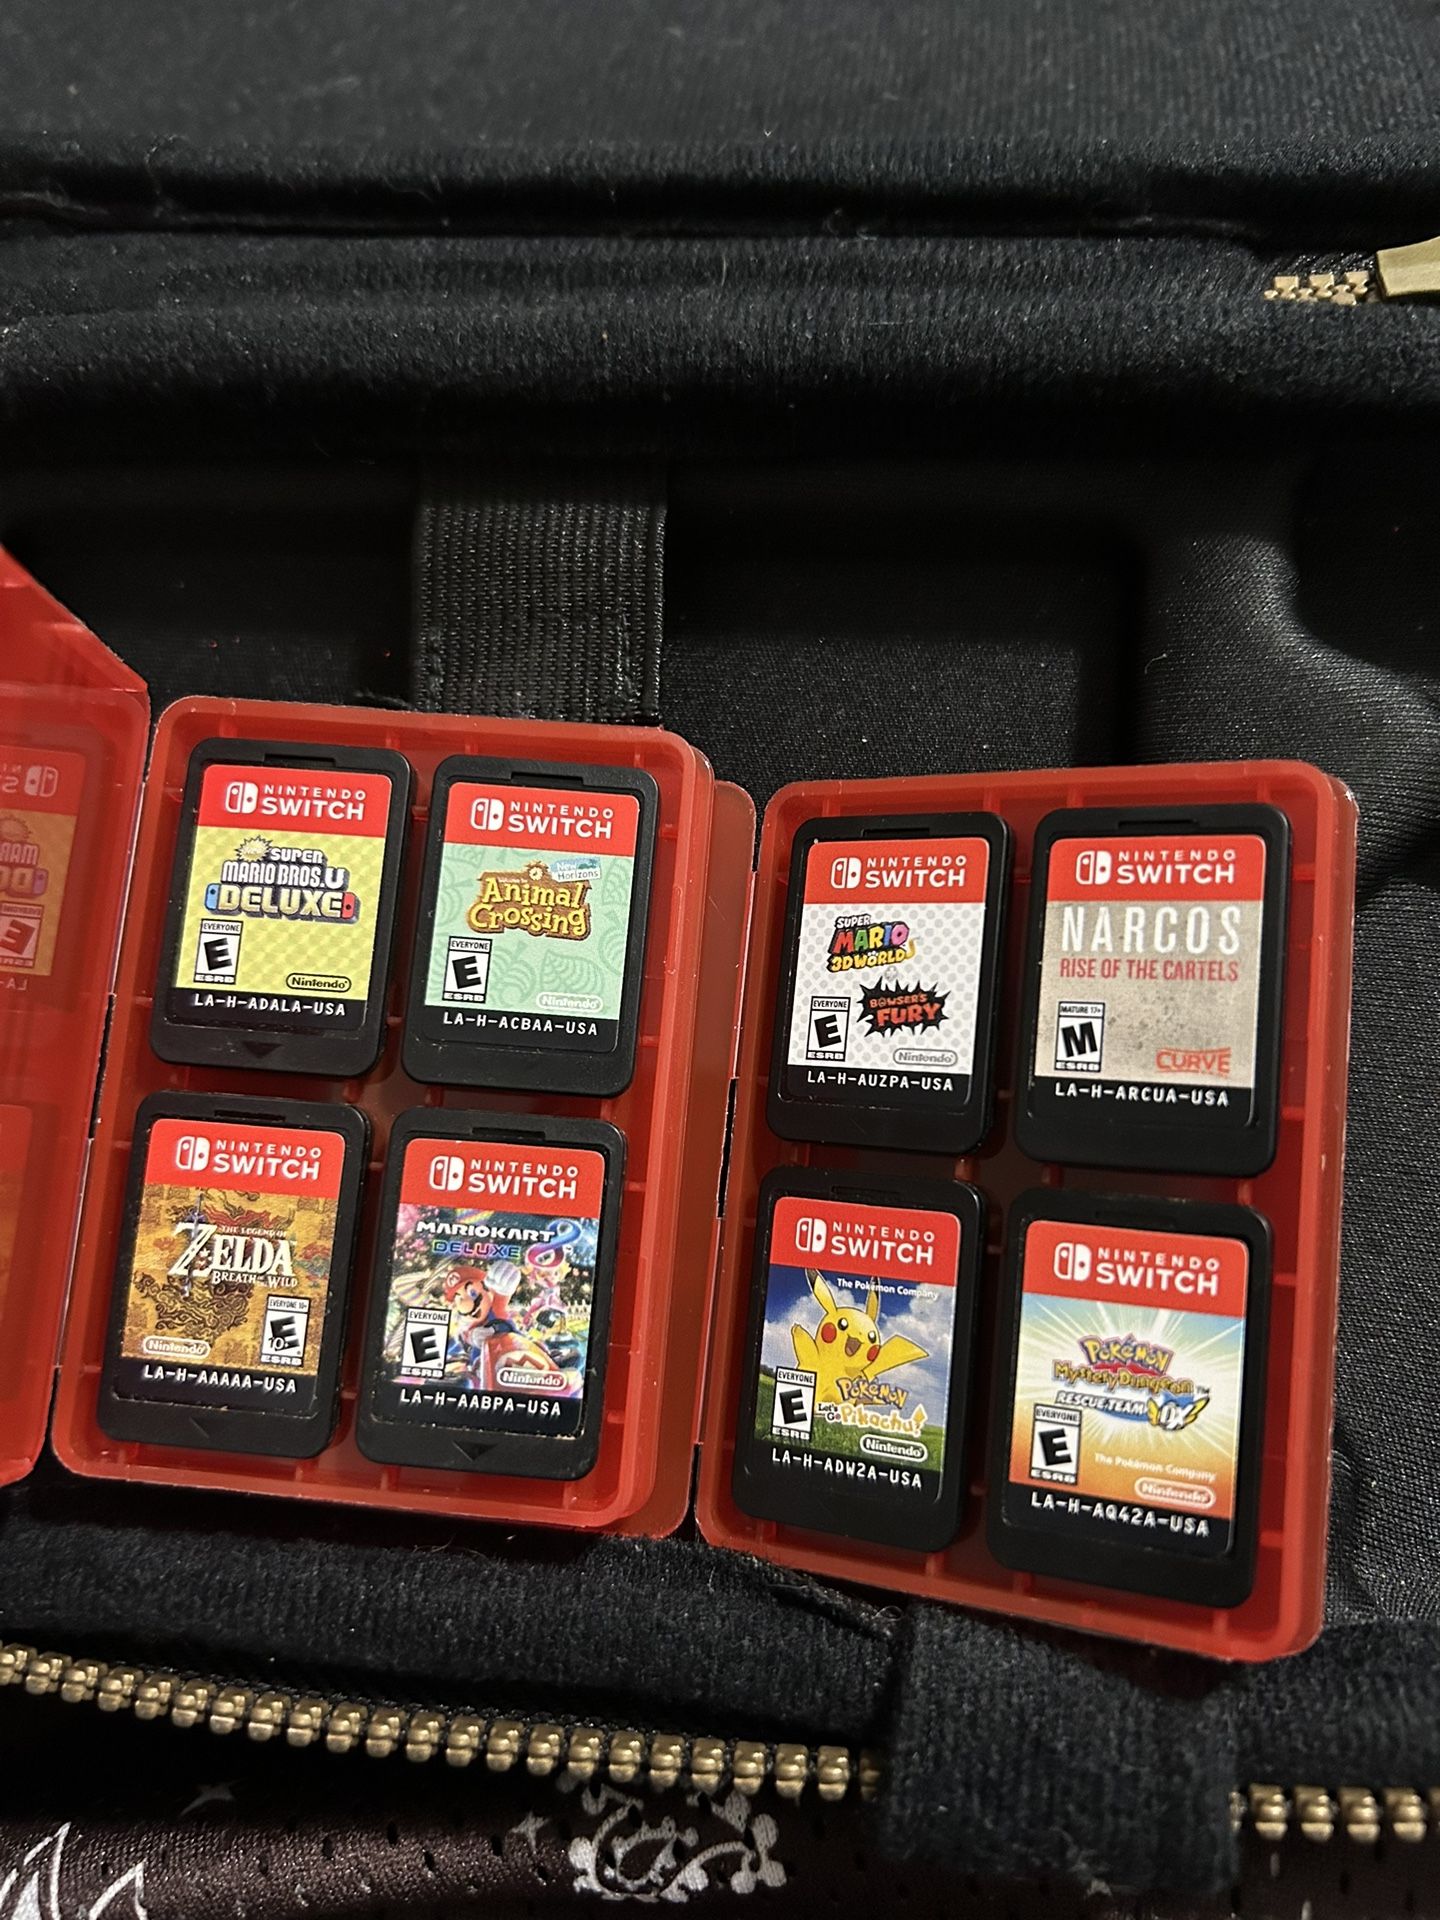 NINTENDO
SWITCH
New
SUPER
MARIO BROS.U
DELUXE
EVERYONE
E
ESRB
Nintendo
LA-H-ADALA-USA
NINTENDO
SWITCH
New
Horizons
Welcome to
Animal
Crossing
EVERYONE
E
ESRB
Nintendo
LA-H-ACBAA-USA
NINTENDO
SWITCH
SUPER
MARIO
3D WORLD
+
BOWSER'S
FURY
EVERYONE
E
ESRB
Nintendo
LA-H-AUZPA-USA
NINTENDO
SWITCH
NARCOS
RISE OF THE CARTELS
MATURE 17+
M
ESRB
CURVE
LA-H-ARCUA-USA
NINTENDO
SWITCH
THE LEGEND OF
ZELDA
BREATH OF THE WILD
EVERYONE 10+
E
10+
ESRB
Nintendo
LA-H-AAAAA-USA
NINTENDO
SWITCH
MARIOKART 8
DELUXE
EVERYONE
E
ESRB
Nintendo
LA-H-AABPA-USA
NINTENDO
SWITCH
The Pokémon Company
POKéMON
Let's Go Pikachu!
EVERYONE
E
ESRB
Nintendo
LA-H-ADW2A-USA
NINTENDO
SWITCH
POKéMON
Mystery Dungeon™
RESCUE TEAM DX
EVERYONE
E
ESRB
The Pokémon Company
Nintendo
LA-H-AQ42A-USA